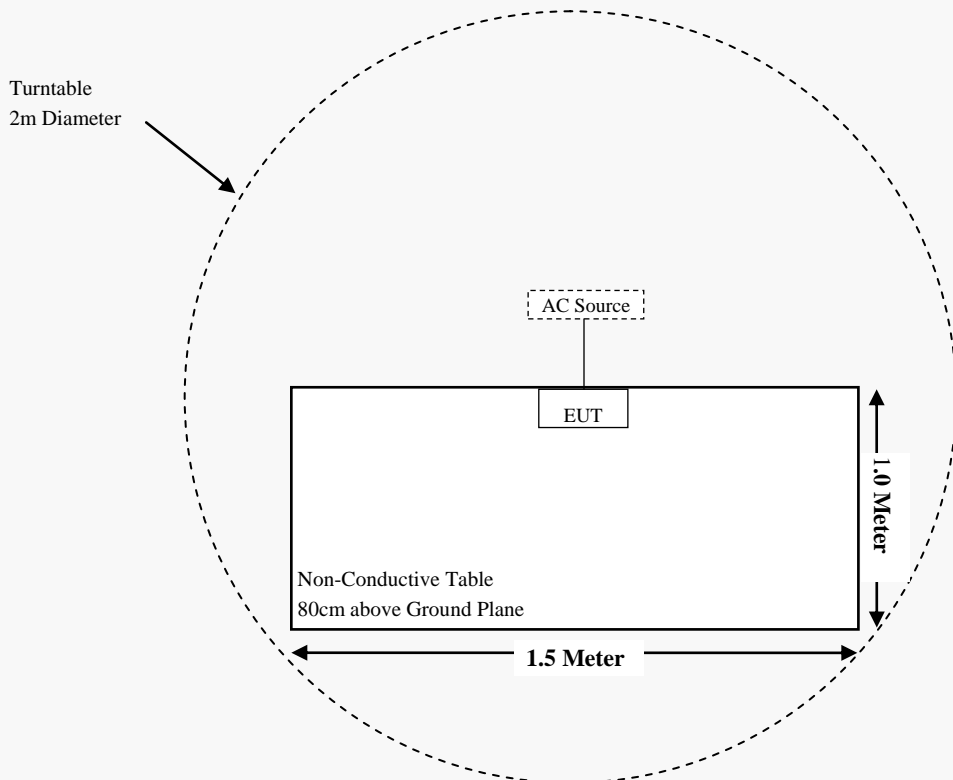 Turntable
2m Diameter
AC Source
EUT
1.0 Meter
Non-Conductive Table
80cm above Ground Plane
1.5 Meter